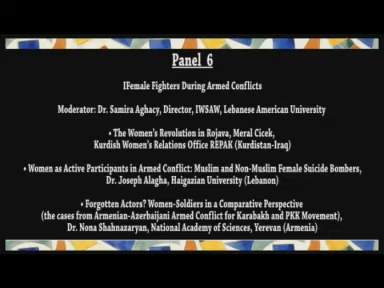 Panel 6
IFemale Fighters During Armed Conflicts
Moderator: Dr. Samira Aghacy, Director, IWSAW, Lebanese American University
• The Women's Revolution in Rojava, Meral Cicek,
Kurdish Women's Relations Office REPAK (Kurdistan-Iraq)
• Women as Active Participants in Armed Conflict: Muslim and Non-Muslim Female Suicide Bombers,
Dr. Joseph Alagha, Haigazian University (Lebanon)
• Forgotten Actors? Women-Soldiers in a Comparative Perspective
(the cases from Armenian-Azerbaijani Armed Conflict for Karabakh and PKK Movement),
Dr. Nona Shahnazaryan, National Academy of Sciences, Yerevan (Armenia)